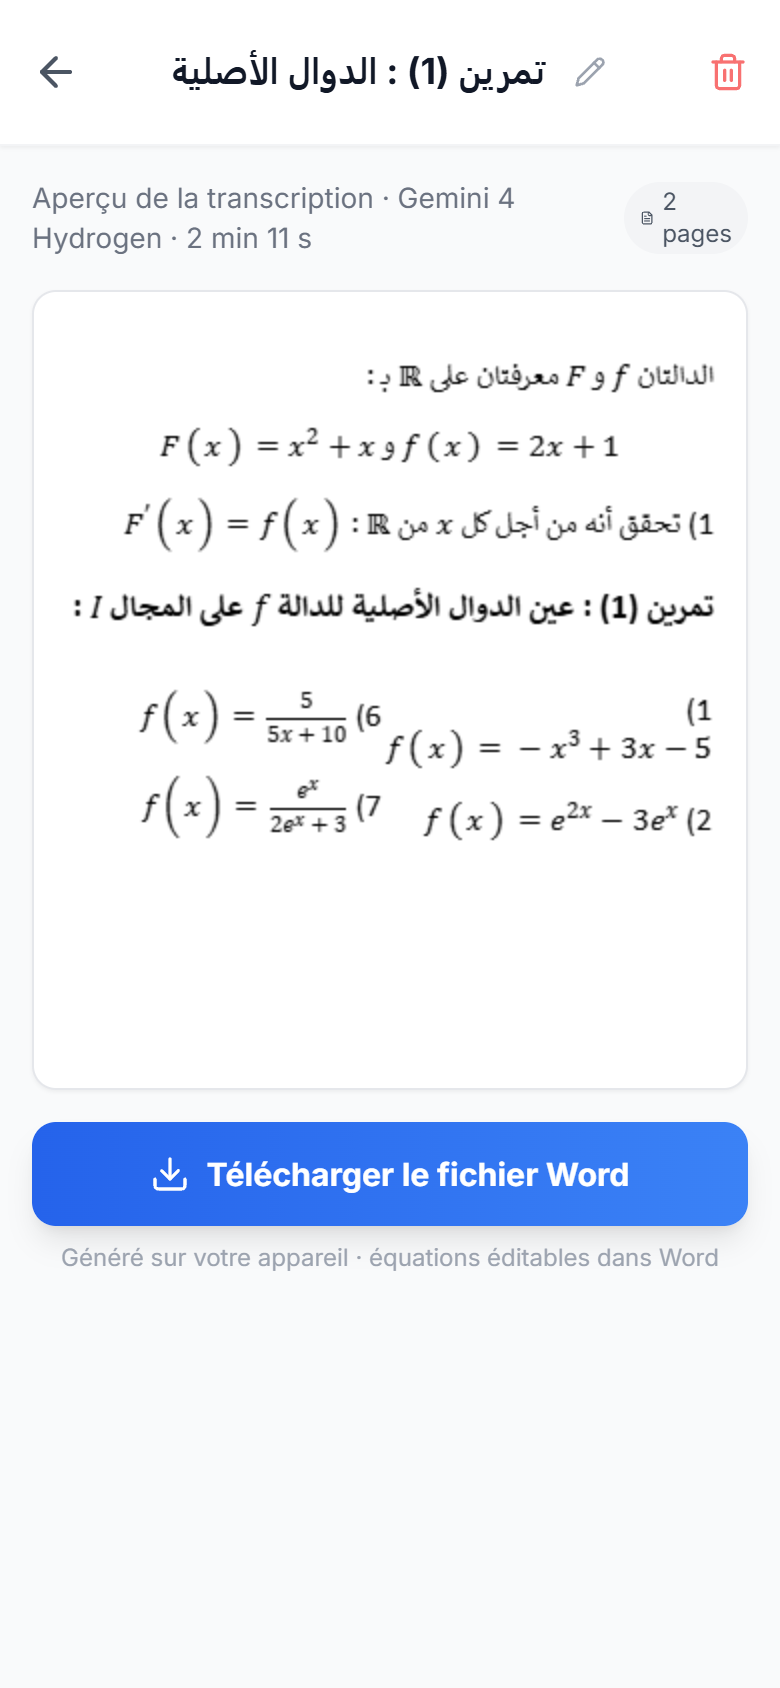 تمرين (1) : الدوال الأصلية
Aperçu de la transcription · Gemini 4
Hydrogen · 2 min 11 s
2
pages
الدالتان f و F معرفتان على ℝ بـ :
F(x) = x² + x و f(x) = 2x + 1
1) تحقق أنه من أجل كل x من ℝ : F′(x) = f(x)
تمرين (1) : عين الدوال الأصلية للدالة f على المجال I :
1)
f(x) = − x³ + 3x − 5
6) f(x) = 5/(5x + 10)
2) f(x) = e²ˣ − 3eˣ
7) f(x) = eˣ/(2eˣ + 3)
Télécharger le fichier Word
Généré sur votre appareil · équations éditables dans Word